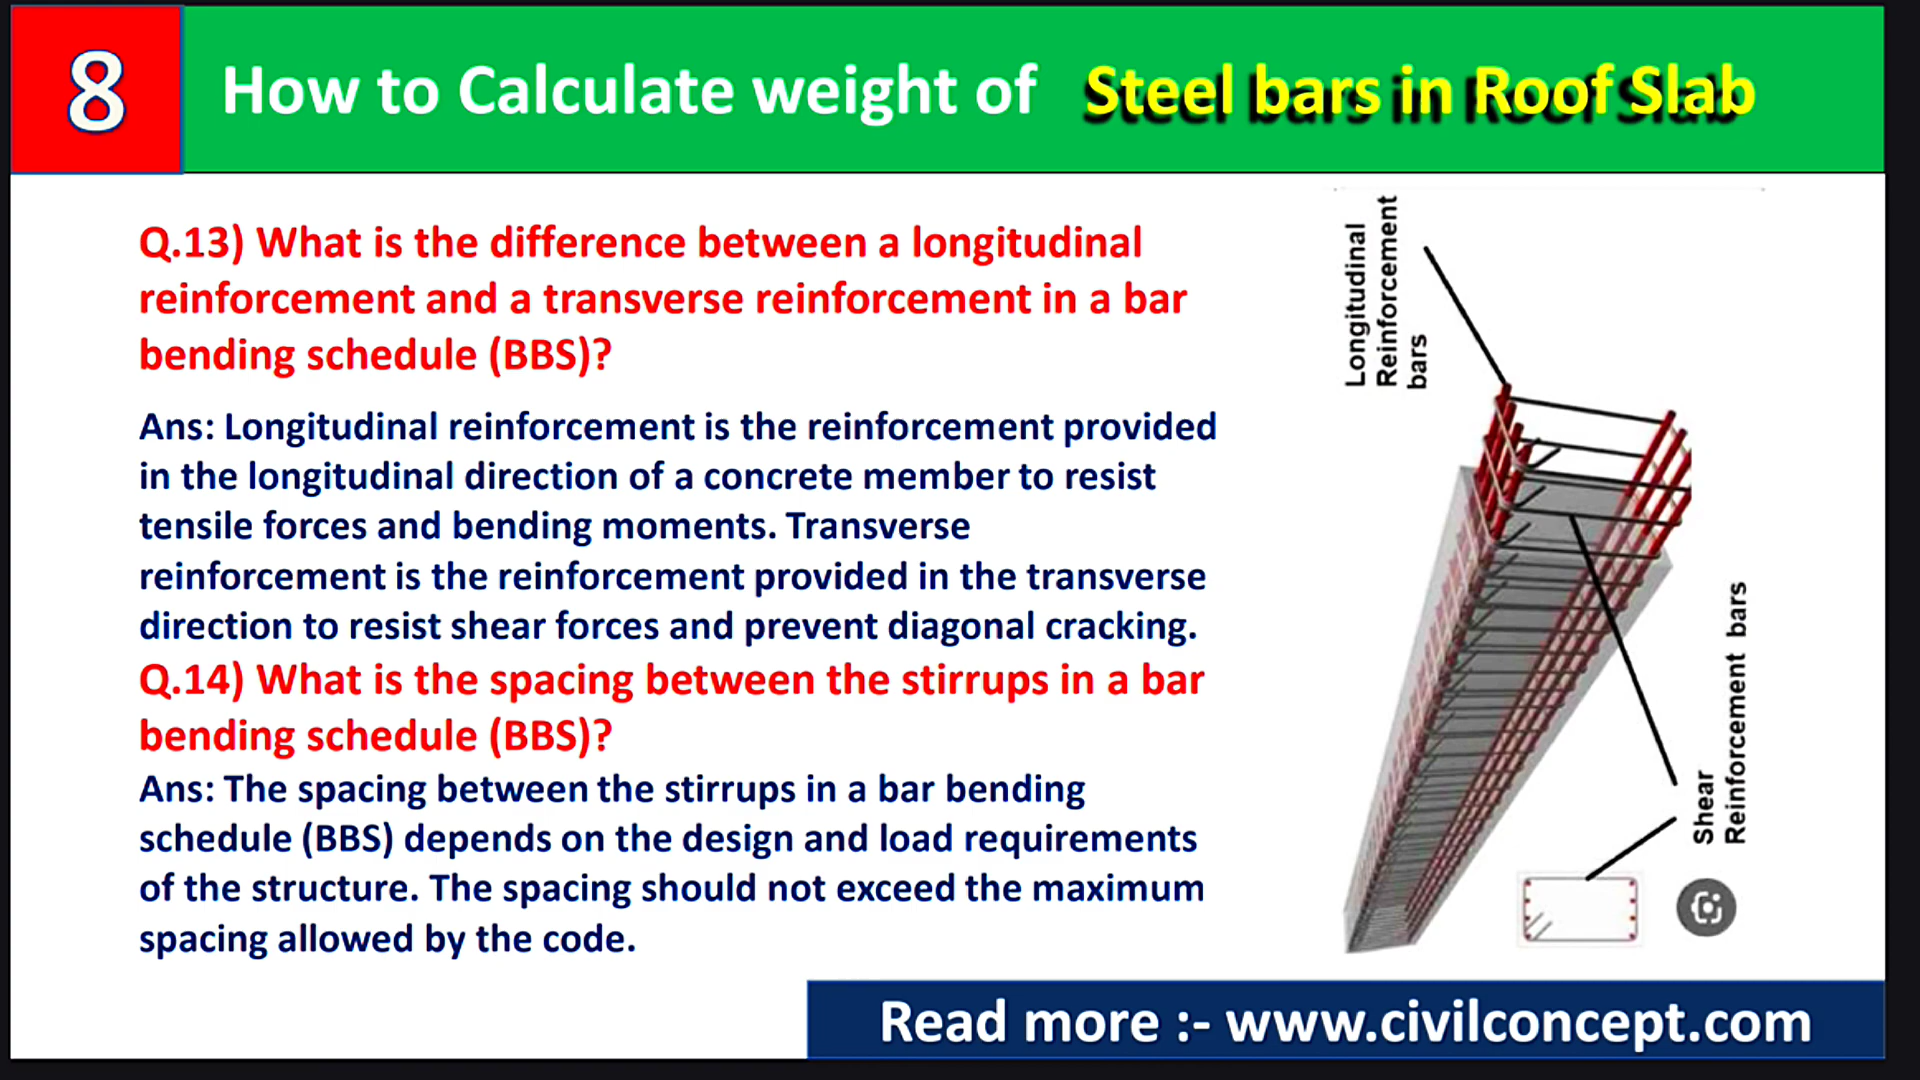 8
How to Calculate weight of Steel bars in Roof Slab
Q.13) What is the difference between a longitudinal
reinforcement and a transverse reinforcement in a bar
bending schedule (BBS)?
Ans: Longitudinal reinforcement is the reinforcement provided
in the longitudinal direction of a concrete member to resist
tensile forces and bending moments. Transverse
reinforcement is the reinforcement provided in the transverse
direction to resist shear forces and prevent diagonal cracking.
Q.14) What is the spacing between the stirrups in a bar
bending schedule (BBS)?
Ans: The spacing between the stirrups in a bar bending
schedule (BBS) depends on the design and load requirements
of the structure. The spacing should not exceed the maximum
spacing allowed by the code.
Longitudinal
Reinforcement
bars
Shear
Reinforcement bars
Read more :- www.civilconcept.com